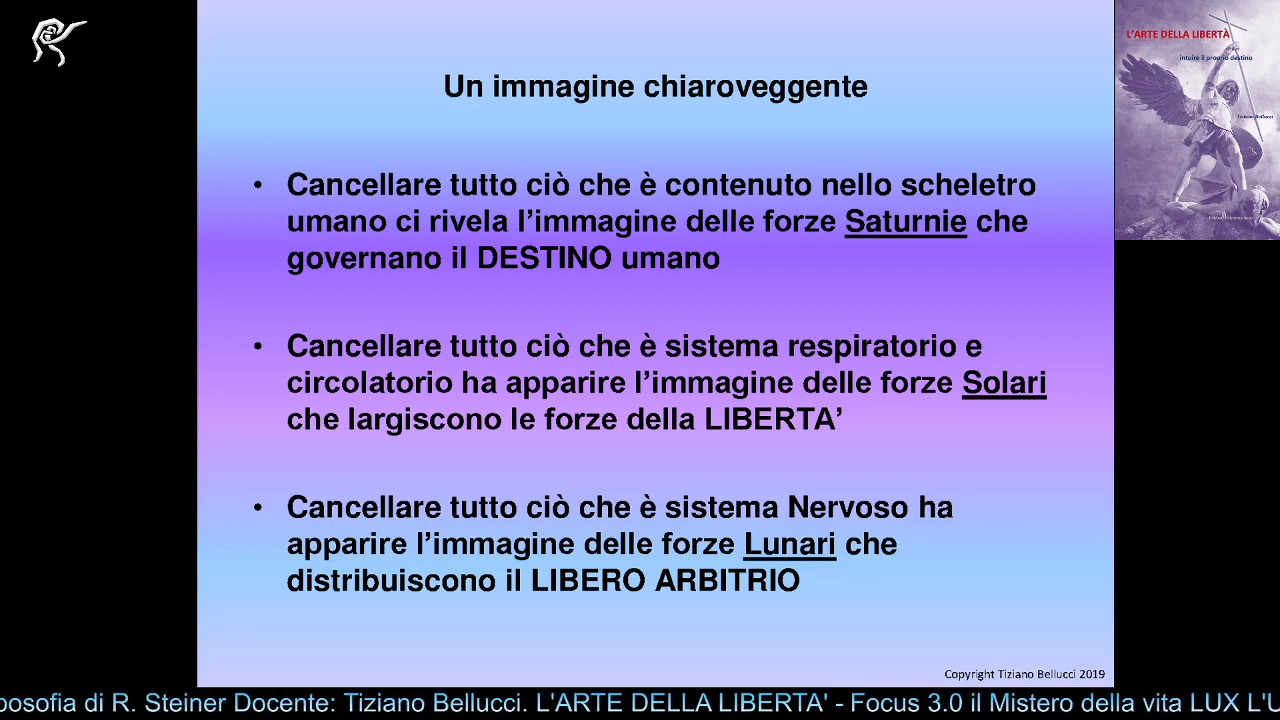 Un immagine chiaroveggente
• Cancellare tutto ciò che è contenuto nello scheletro
umano ci rivela l’immagine delle forze Saturnie che
governano il DESTINO umano
• Cancellare tutto ciò che è sistema respiratorio e
circolatorio ha apparire l’immagine delle forze Solari
che largiscono le forze della LIBERTA’
• Cancellare tutto ciò che è sistema Nervoso ha
apparire l’immagine delle forze Lunari che
distribuiscono il LIBERO ARBITRIO
Copyright Tiziano Bellucci 2019
L’ARTE DELLA LIBERTÀ
intuire il proprio destino
Tiziano Bellucci
posofia di R. Steiner Docente: Tiziano Bellucci. L'ARTE DELLA LIBERTA' - Focus 3.0 il Mistero della vita LUX L'U